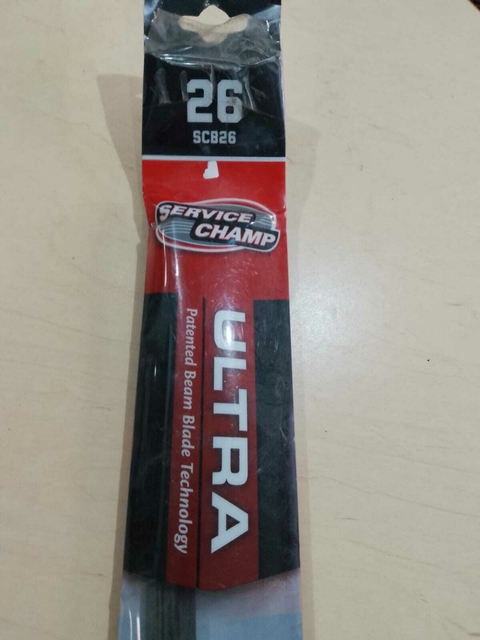 26
SCB26
SERVICE
CHAMP
ULTRA
Patented Beam Blade Technology